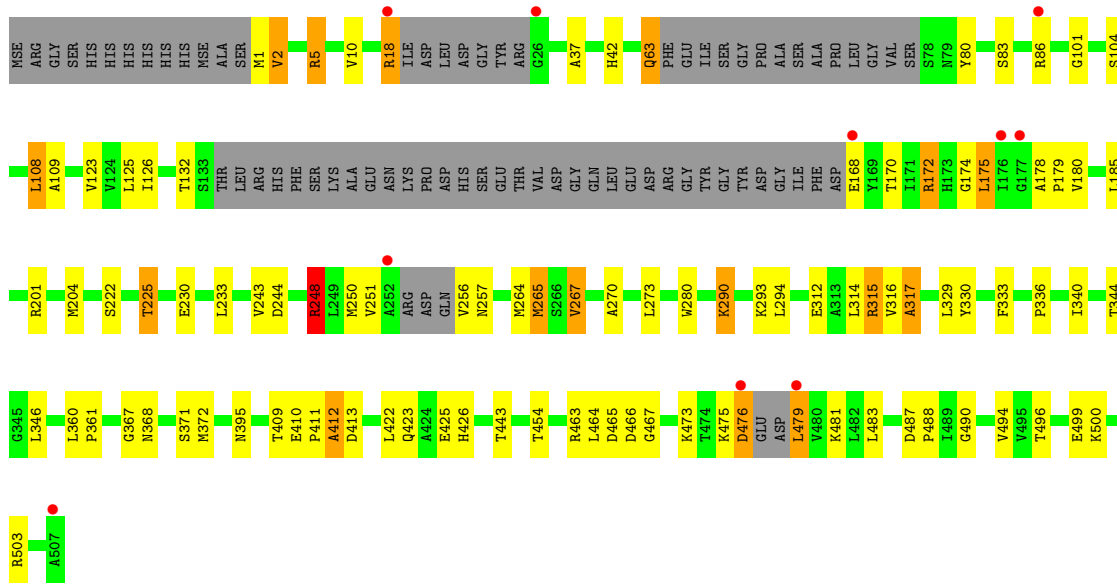 MSE ARG GLY SER HIS HIS HIS HIS HIS HIS MSE ALA SER M1 V2 R5 V10 R18 ILE ASP LEU ASP GLY TYR ARG G26 A37 H42 Q63 PHE GLU ILE SER GLY PRO ALA SER ALA PRO LEU GLY VAL SER S78 N79 Y80 S83 R86 G101 S104
L108 A109 V123 V124 L125 I126 T132 S133 THR LEU ARG HIS PHE SER LYS ALA GLU ASN LYS PRO ASP HIS SER GLU THR VAL ASP GLY GLN LEU GLU ASP ARG GLY TYR GLY TYR ASP GLY ILE PHE ASP E168 Y169 T170 I171 R172 H173 G174 L175 I176 G177 A178 P179 V180 L185
R201 M204 S222 T225 E230 L233 V243 D244 R248 L249 M250 V251 A252 ARG ASP GLN V256 N257 M264 M265 S266 V267 A270 L273 W280 K290 K293 L294 E312 A313 L314 R315 V316 A317 L329 Y330 F333 P336 I340 T344
G345 L346 L360 P361 G367 N368 S371 M372 N395 T409 E410 P411 A412 D413 L422 Q423 A424 E425 H426 T443 T454 R463 L464 D465 D466 G467 K473 T474 K475 D476 GLU ASP L479 V480 K481 L482 L483 D487 P488 I489 G490 V494 V495 T496 E499 K500
R503 A507